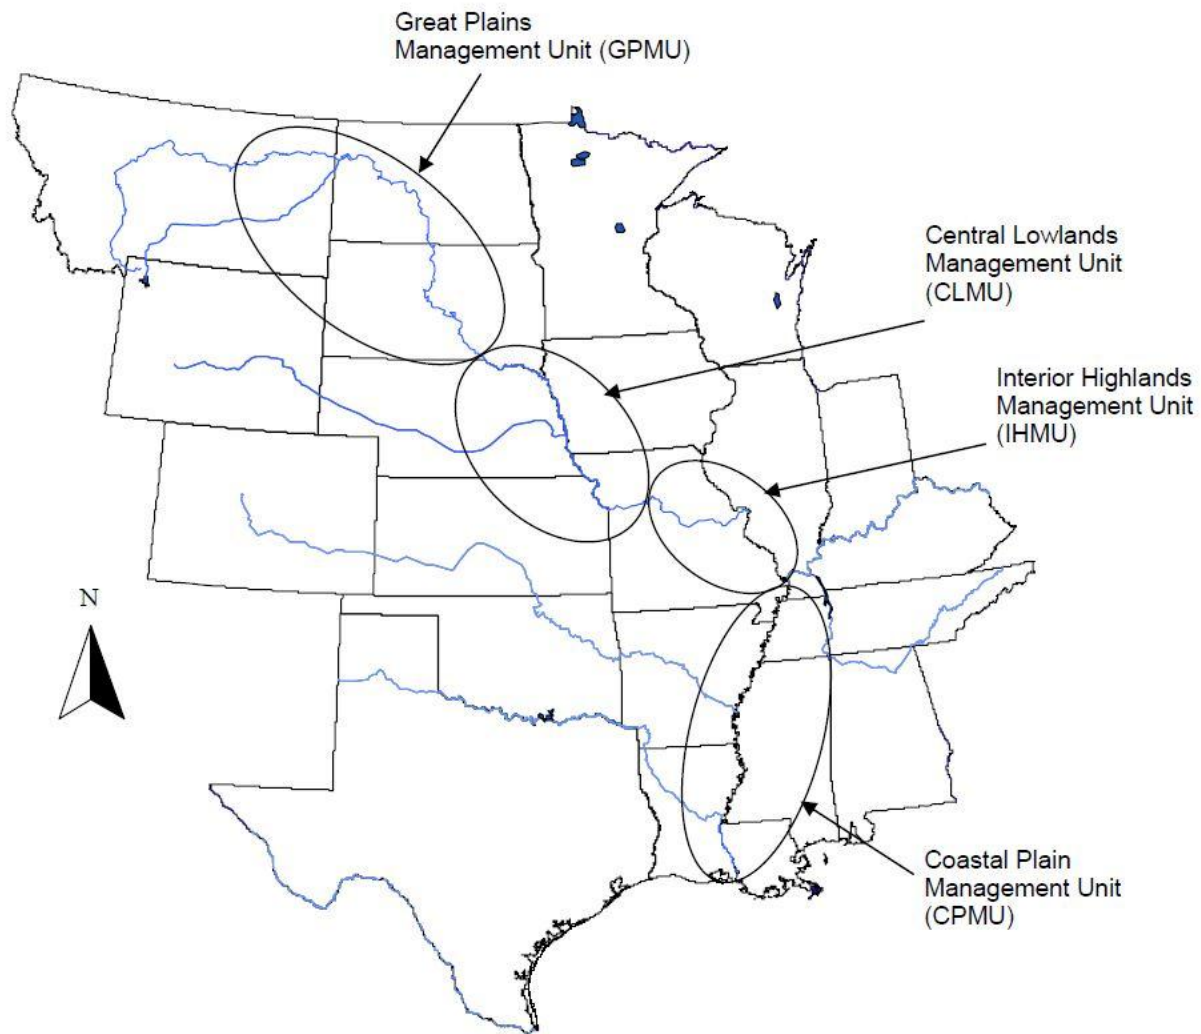 Great Plains
Management Unit (GPMU)
Central Lowlands
Management Unit
(CLMU)
Interior Highlands
Management Unit
(IHMU)
N
Coastal Plain
Management Unit
(CPMU)